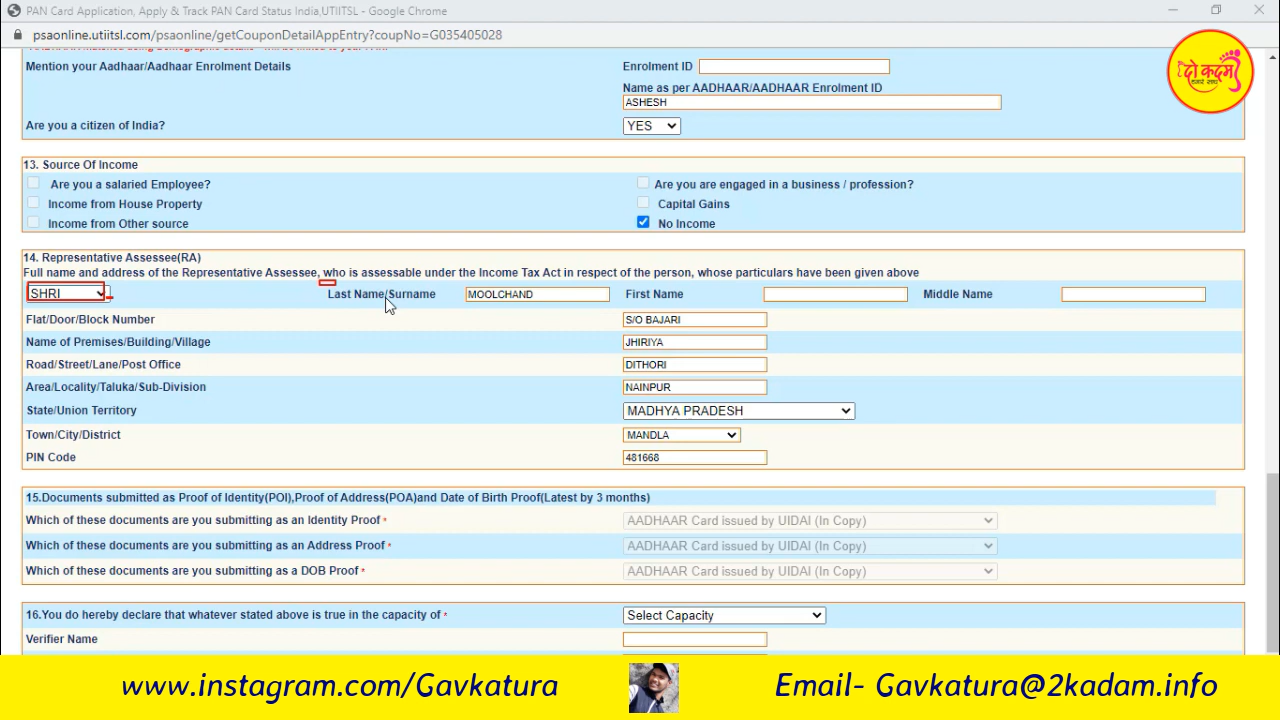 PAN Card Application, Apply & Track PAN Card Status India,UTIITSL - Google Chrome
psaonline.utiitsl.com/psaonline/getCouponDetailAppEntry?coupNo=G035405028
दो कदम
हमारे साथ
Mention your Aadhaar/Aadhaar Enrolment Details Enrolment ID
Name as per AADHAAR/AADHAAR Enrolment ID
ASHESH
Are you a citizen of India? YES
13. Source Of Income
Are you a salaried Employee? Are you are engaged in a business / profession?
Income from House Property Capital Gains
Income from Other source No Income
14. Representative Assessee(RA)
Full name and address of the Representative Assessee, who is assessable under the Income Tax Act in respect of the person, whose particulars have been given above
SHRI Last Name/Surname MOOLCHAND First Name Middle Name
Flat/Door/Block Number S/O BAJARI
Name of Premises/Building/Village JHIRIYA
Road/Street/Lane/Post Office DITHORI
Area/Locality/Taluka/Sub-Division NAINPUR
State/Union Territory MADHYA PRADESH
Town/City/District MANDLA
PIN Code 481668
15.Documents submitted as Proof of Identity(POI),Proof of Address(POA)and Date of Birth Proof(Latest by 3 months)
Which of these documents are you submitting as an Identity Proof * AADHAAR Card issued by UIDAI (In Copy)
Which of these documents are you submitting as an Address Proof * AADHAAR Card issued by UIDAI (In Copy)
Which of these documents are you submitting as a DOB Proof * AADHAAR Card issued by UIDAI (In Copy)
16.You do hereby declare that whatever stated above is true in the capacity of * Select Capacity
Verifier Name
www.instagram.com/Gavkatura Email- Gavkatura@2kadam.info